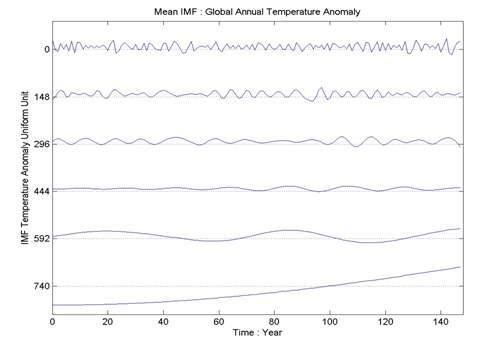 Mean IMF : Global Annual Temperature Anomaly
IMF Temperature Anomaly Uniform Unit
0
148
296
444
592
740
0 20 40 60 80 100 120 140
Time : Year